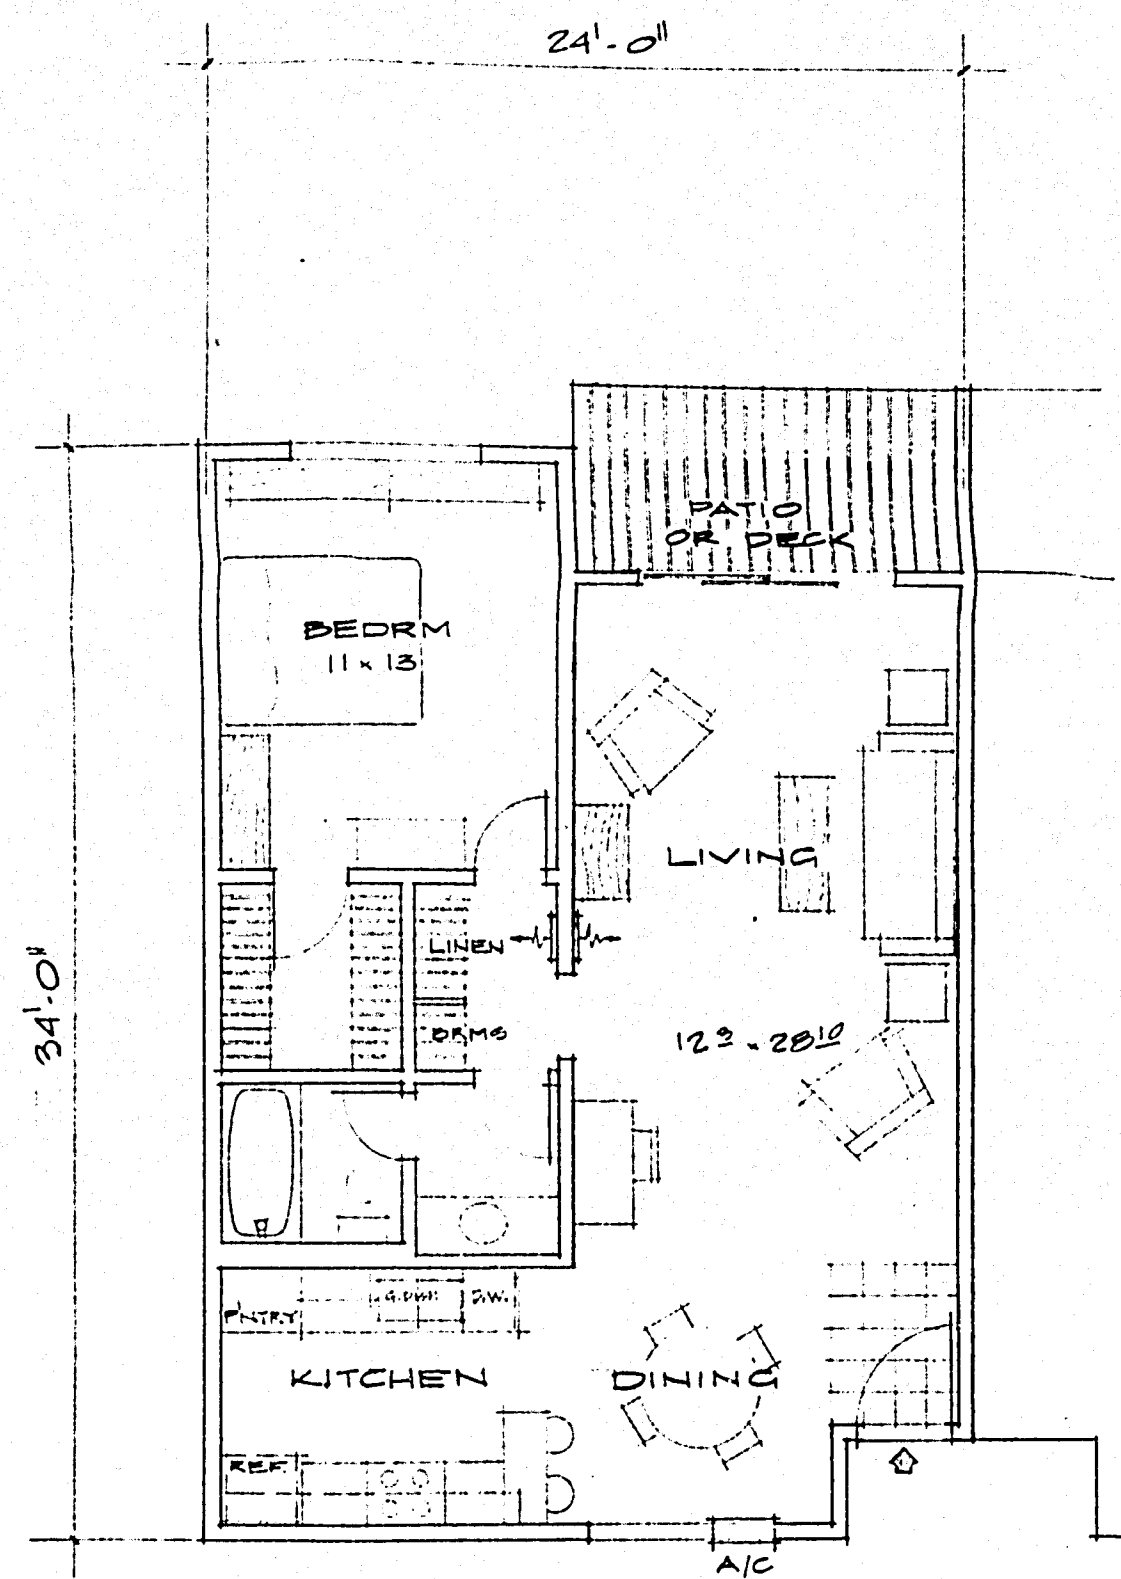 24'-0"
PATIO
OR DECK
BEDRM
11 x 13
LIVING
LINEN
34'-0"
DRMS
12⁹ x 28¹⁰
PNTRY
D.W.
KITCHEN
DINING
REF.
A/C